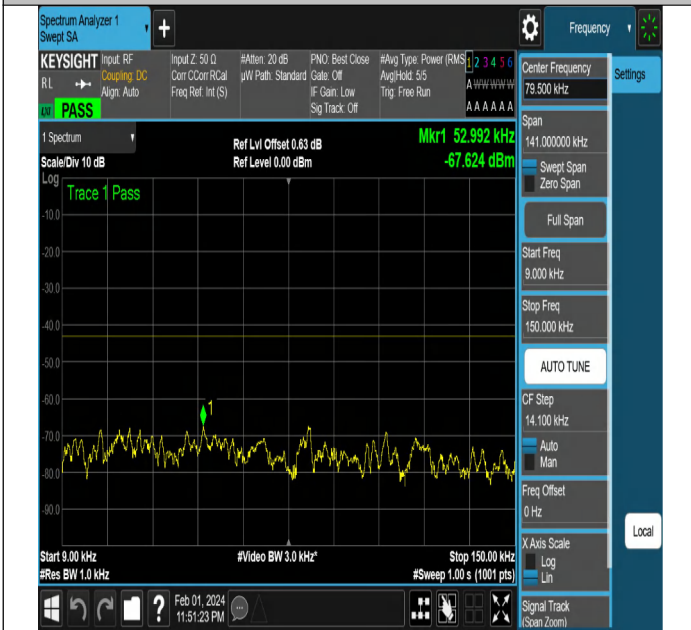 Spectrum Analyzer 1
Swept SA
Frequency
KEYSIGHT
RL
LXI
PASS
Input: RF
Coupling: DC
Align: Auto
Input Z: 50 Ω
Corr CCorr RCal
Freq Ref: Int (S)
#Atten: 20 dB
µW Path: Standard
PNO: Best Close
Gate: Off
IF Gain: Low
Sig Track: Off
#Avg Type: Power (RMS
Avg|Hold: 5/5
Trig: Free Run
1 2 3 4 5 6
A W W W W W
A A A A A A
1 Spectrum
Scale/Div 10 dB
Log
Ref Lvl Offset 0.63 dB
Ref Level 0.00 dBm
Mkr1 52.992 kHz
-67.624 dBm
Trace 1 Pass
-10.0
-20.0
-30.0
-40.0
-50.0
-60.0
-70.0
-80.0
-90.0
1
Start 9.00 kHz
#Res BW 1.0 kHz
#Video BW 3.0 kHz*
Stop 150.00 kHz
#Sweep 1.00 s (1001 pts)
?
Feb 01, 2024
11:51:23 PM
Center Frequency
79.500 kHz
Settings
Span
141.000000 kHz
Swept Span
Zero Span
Full Span
Start Freq
9.000 kHz
Stop Freq
150.000 kHz
AUTO TUNE
CF Step
14.100 kHz
Auto
Man
Freq Offset
0 Hz
Local
X Axis Scale
Log
Lin
Signal Track
(Span Zoom)